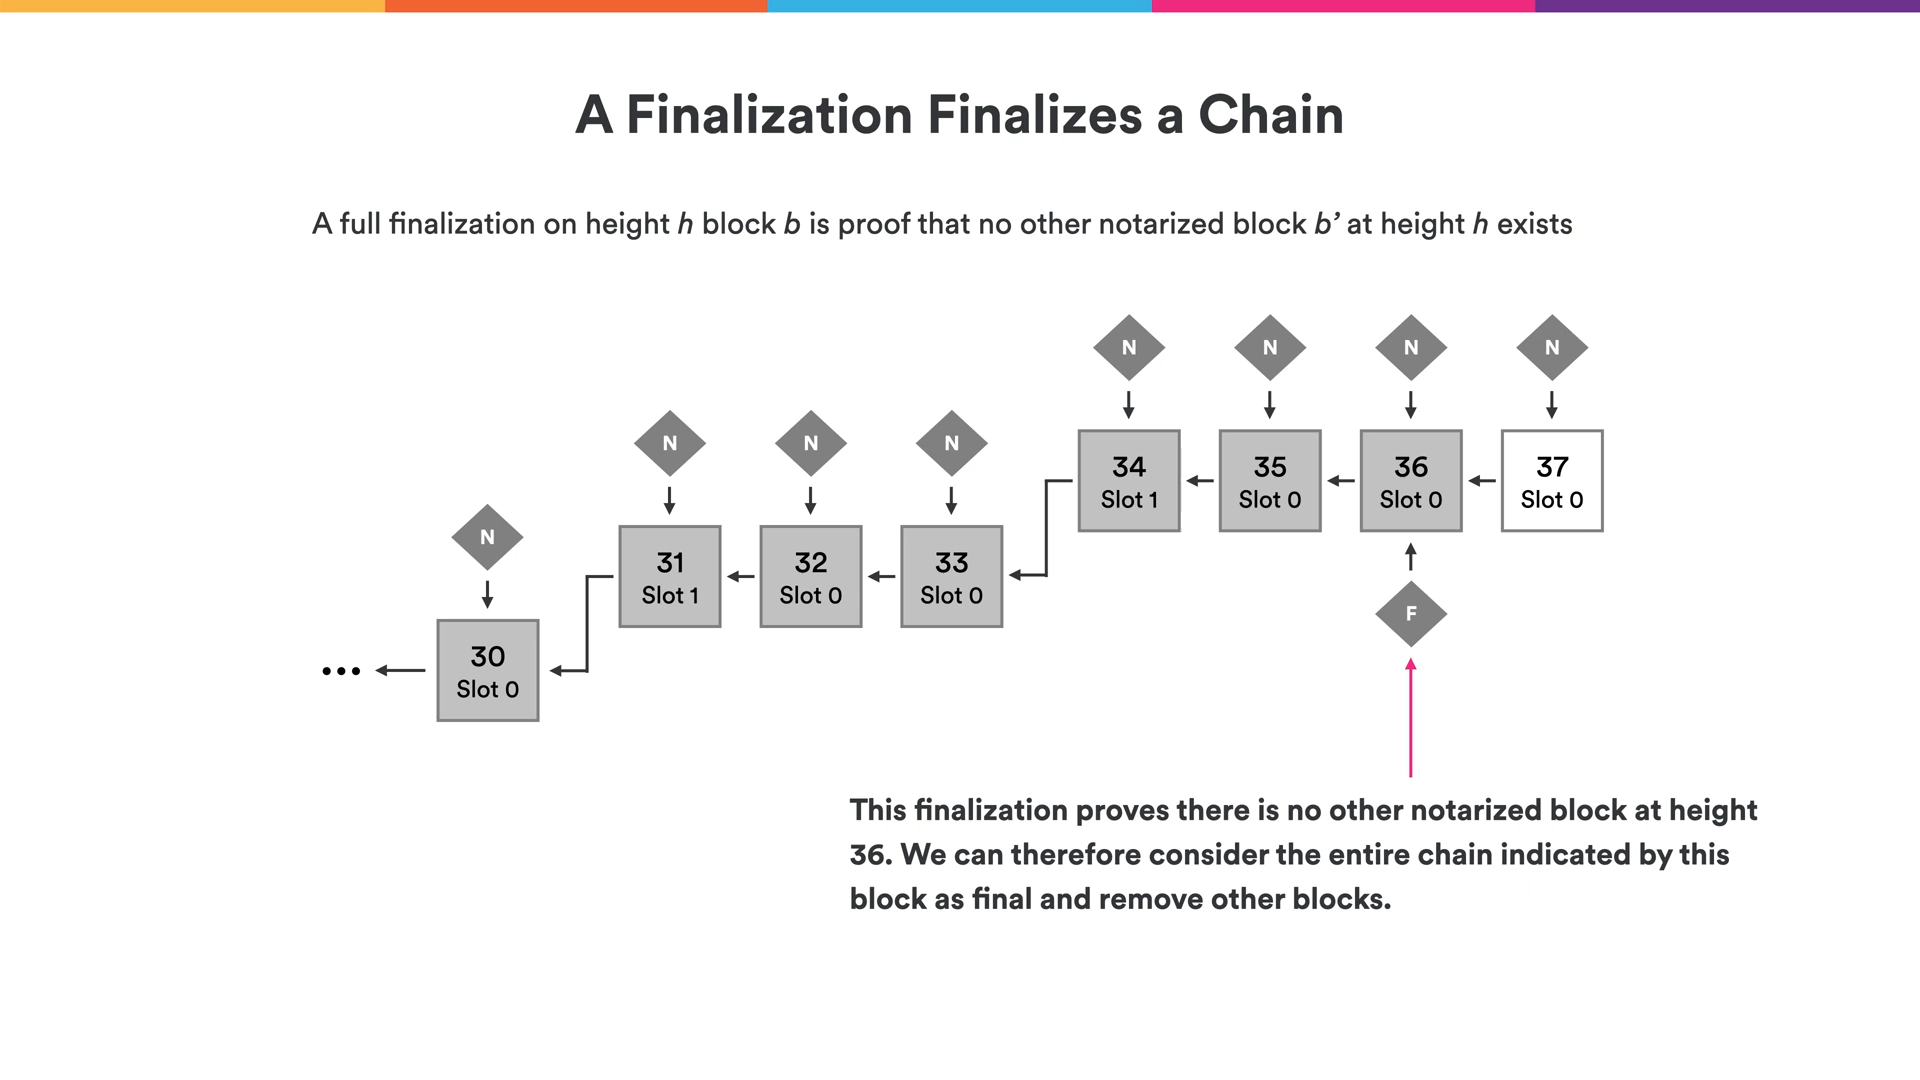 A Finalization Finalizes a Chain
A full finalization on height h block b is proof that no other notarized block b’ at height h exists
N N N N
34 35 36 37
Slot 1 Slot 0 Slot 0 Slot 0
N N N
31 32 33
Slot 1 Slot 0 Slot 0
N
30
Slot 0
...
F
This finalization proves there is no other notarized block at height
36. We can therefore consider the entire chain indicated by this
block as final and remove other blocks.